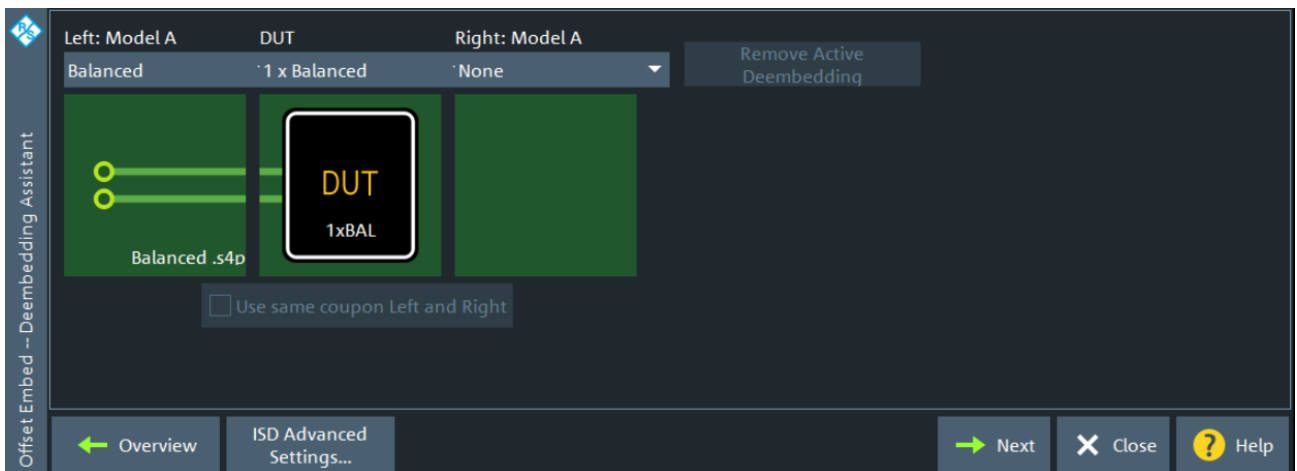 R&S
Left: Model A DUT Right: Model A
Balanced 1 x Balanced None
Remove Active
Deembedding
DUT
1xBAL
Balanced .s4p
Use same coupon Left and Right
Offset Embed -- Deembedding Assistant
Overview
ISD Advanced
Settings...
Next
Close
? Help